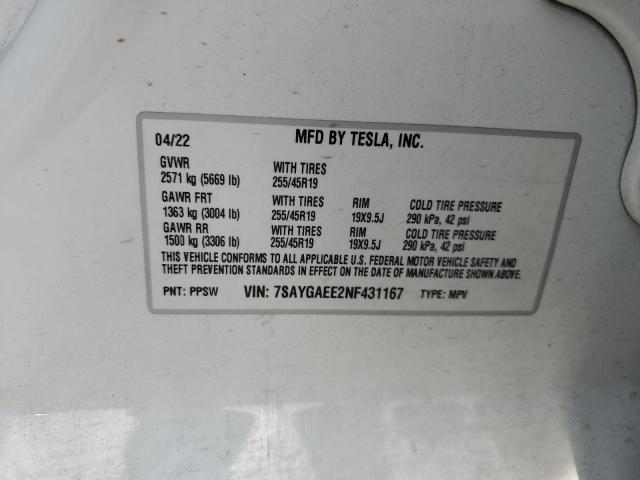 04/22 MFD BY TESLA, INC.
GVWR WITH TIRES
2571 kg (5669 lb) 255/45R19
GAWR FRT WITH TIRES RIM COLD TIRE PRESSURE
1363 kg (3004 lb) 255/45R19 19X9.5J 290 kPa, 42 psi
GAWR RR WITH TIRES RIM COLD TIRE PRESSURE
1500 kg (3306 lb) 255/45R19 19X9.5J 290 kPa, 42 psi
THIS VEHICLE CONFORMS TO ALL APPLICABLE U.S. FEDERAL MOTOR VEHICLE SAFETY AND
THEFT PREVENTION STANDARDS IN EFFECT ON THE DATE OF MANUFACTURE SHOWN ABOVE.
PNT: PPSW VIN: 7SAYGAEE2NF431167 TYPE: MPV